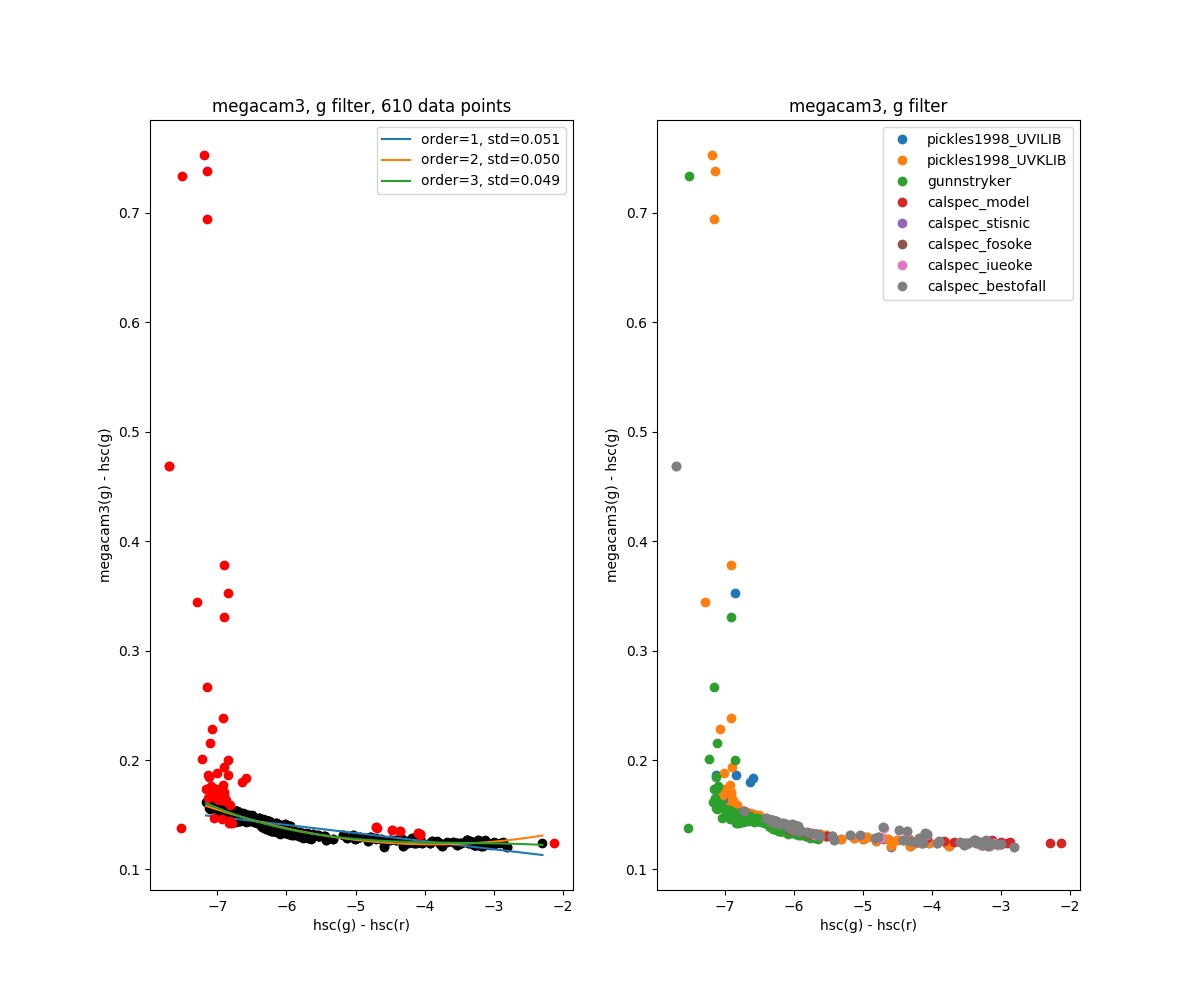 megacam3, g filter, 610 data points
order=1, std=0.051
order=2, std=0.050
order=3, std=0.049
megacam3(g) - hsc(g)
0.7
0.6
0.5
0.4
0.3
0.2
0.1
−7 −6 −5 −4 −3 −2
hsc(g) - hsc(r)
megacam3, g filter
pickles1998_UVILIB
pickles1998_UVKLIB
gunnstryker
calspec_model
calspec_stisnic
calspec_fosoke
calspec_iueoke
calspec_bestofall
megacam3(g) - hsc(g)
0.7
0.6
0.5
0.4
0.3
0.2
0.1
−7 −6 −5 −4 −3 −2
hsc(g) - hsc(r)